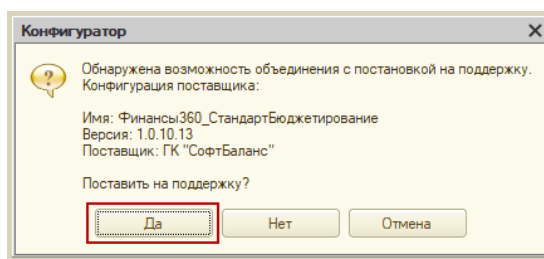 Конфигуратор
Обнаружена возможность объединения с постановкой на поддержку.
Конфигурация поставщика:
Имя: Финансы360_СтандартБюджетирование
Версия: 1.0.10.13
Поставщик: ГК "СофтБаланс"
Поставить на поддержку?
Да Нет Отмена